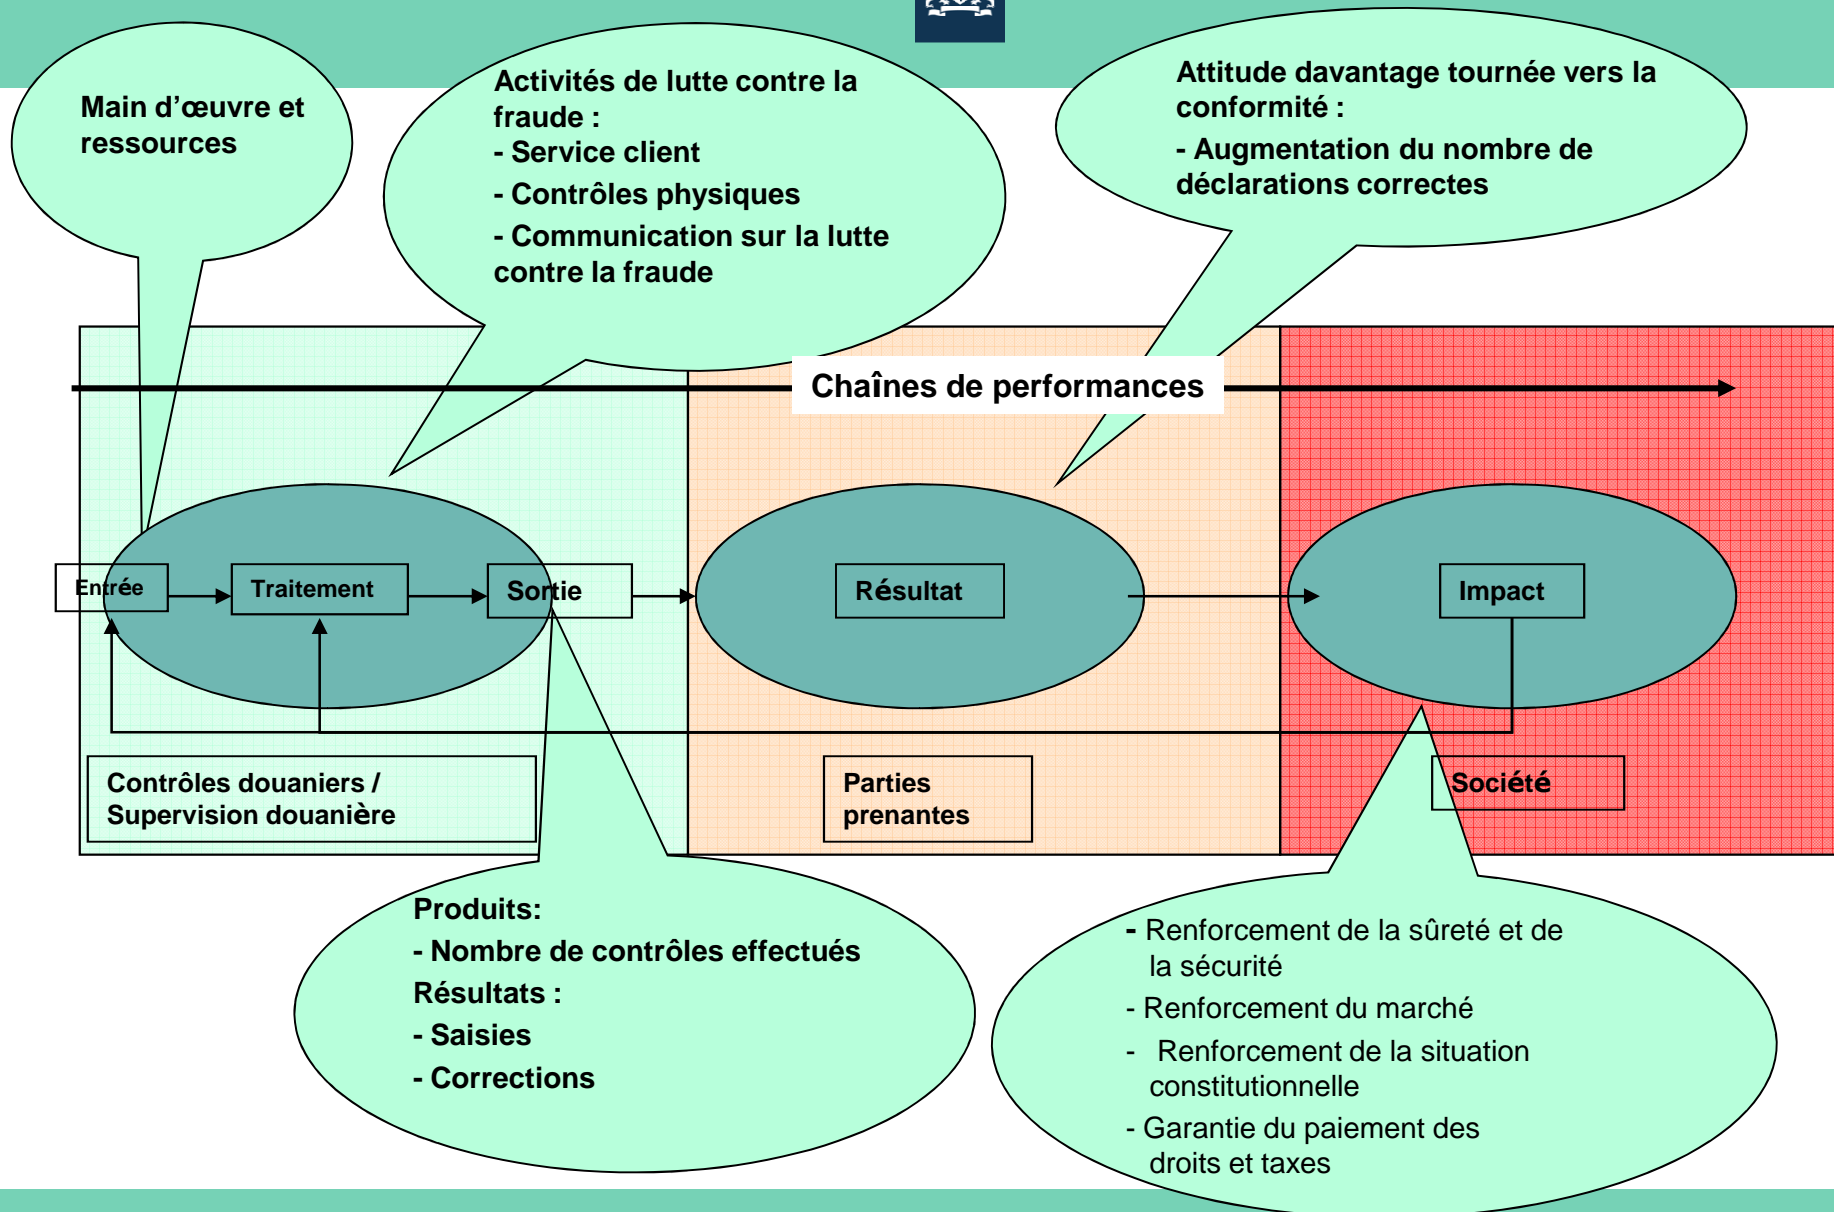 Main d'œuvre et
ressources
Activités de lutte contre la
fraude :
- Service client
- Contrôles physiques
- Communication sur la lutte
contre la fraude
Attitude davantage tournée vers la
conformité :
- Augmentation du nombre de
déclarations correctes
Chaînes de performances
Entrée
Traitement
Sortie
Résultat
Impact
Contrôles douaniers /
Supervision douanière
Parties
prenantes
Société
Produits:
- Nombre de contrôles effectués
Résultats :
- Saisies
- Corrections
- Renforcement de la sûreté et de
la sécurité
- Renforcement du marché
- Renforcement de la situation
constitutionnelle
- Garantie du paiement des
droits et taxes